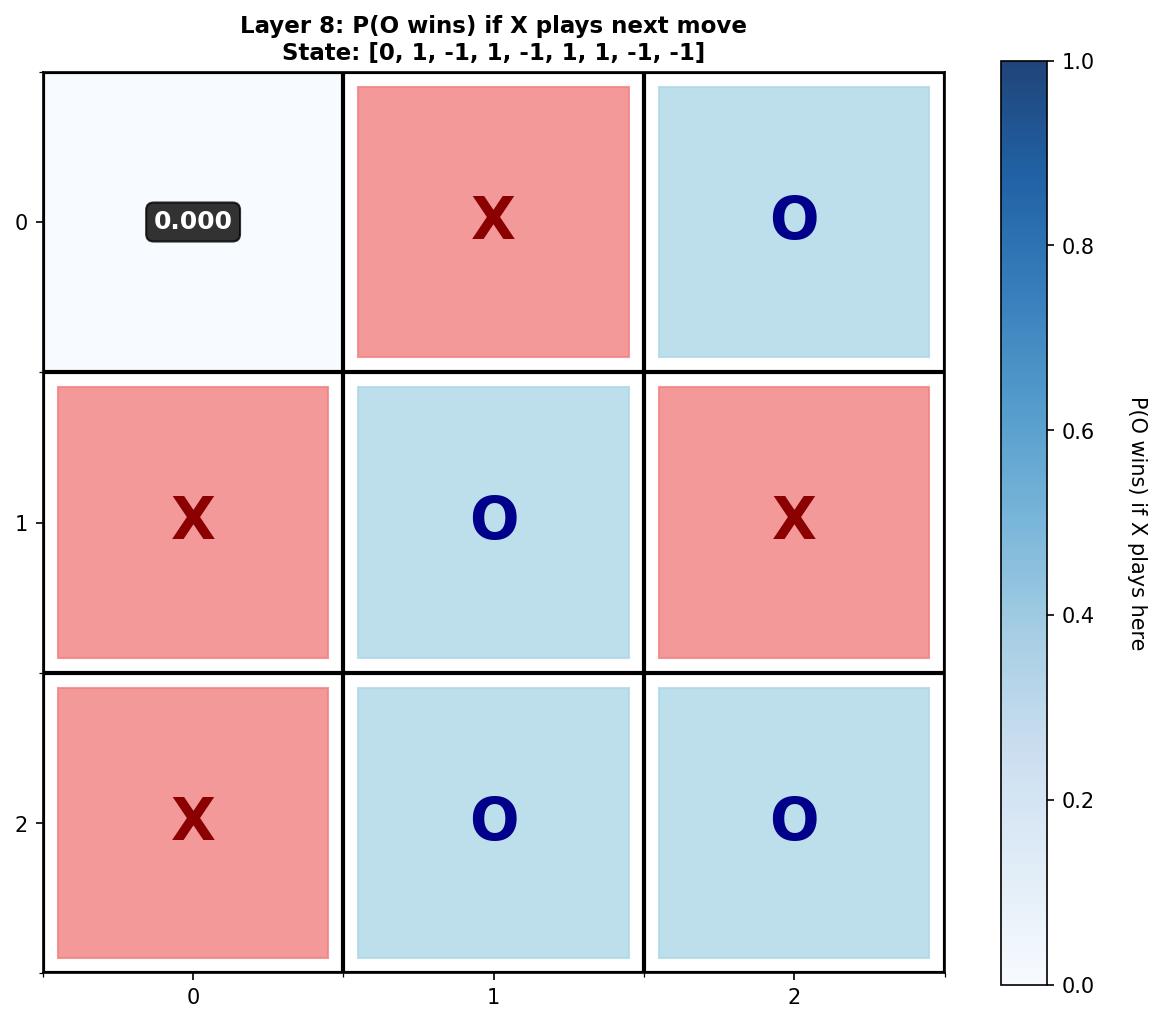 Layer 8: P(O wins) if X plays next move
State: [0, 1, -1, 1, -1, 1, 1, -1, -1]
0.000 X O
X O X
X O O
0
1
2
0 1 2
1.0
0.8
0.6
0.4
0.2
0.0
P(O wins) if X plays here